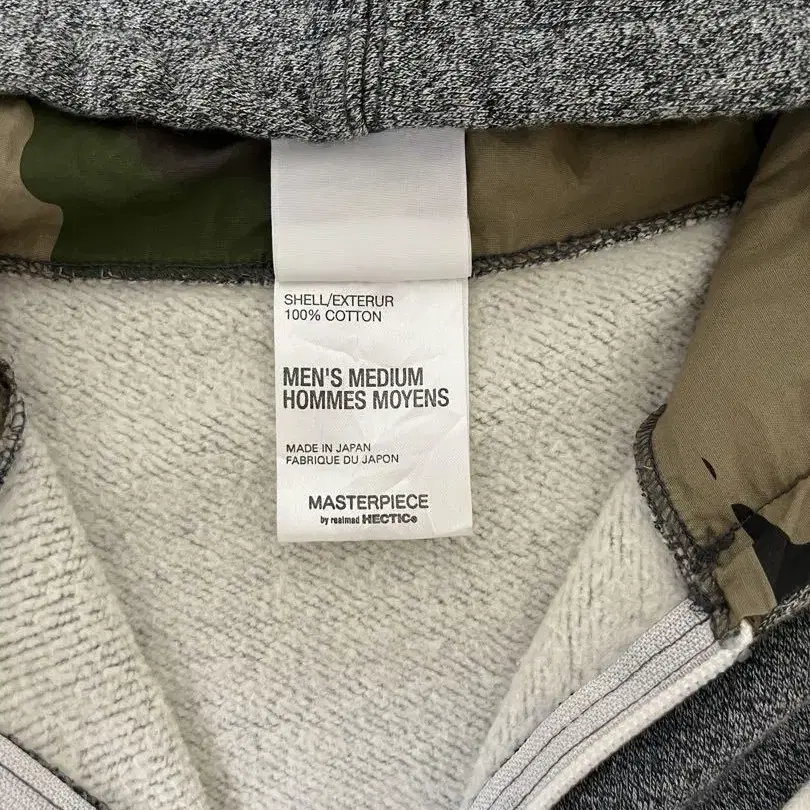 SHELL/EXTERUR
100% COTTON
MEN'S MEDIUM
HOMMES MOYENS
MADE IN JAPAN
FABRIQUE DU JAPON
MASTERPIECE
by realmad HECTIC®